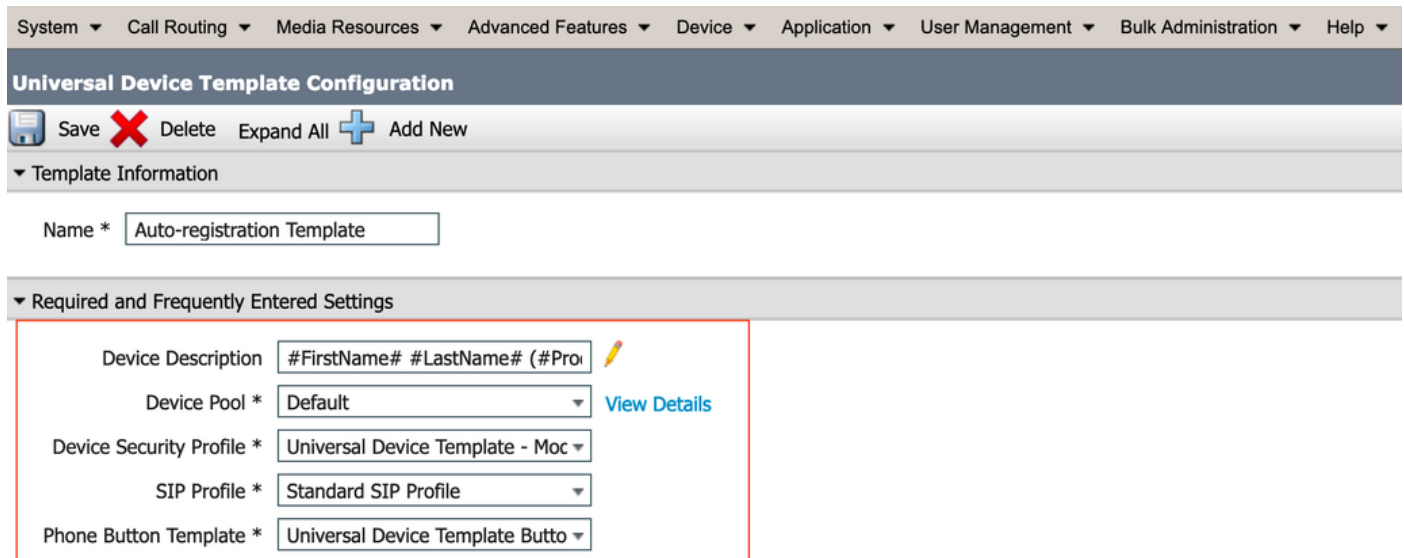 System Call Routing Media Resources Advanced Features Device Application User Management Bulk Administration Help
Universal Device Template Configuration
Save Delete Expand All Add New
Template Information
Name * Auto-registration Template
Required and Frequently Entered Settings
Device Description #FirstName# #LastName# (#Pro
Device Pool * Default View Details
Device Security Profile * Universal Device Template - Moc
SIP Profile * Standard SIP Profile
Phone Button Template * Universal Device Template Butto